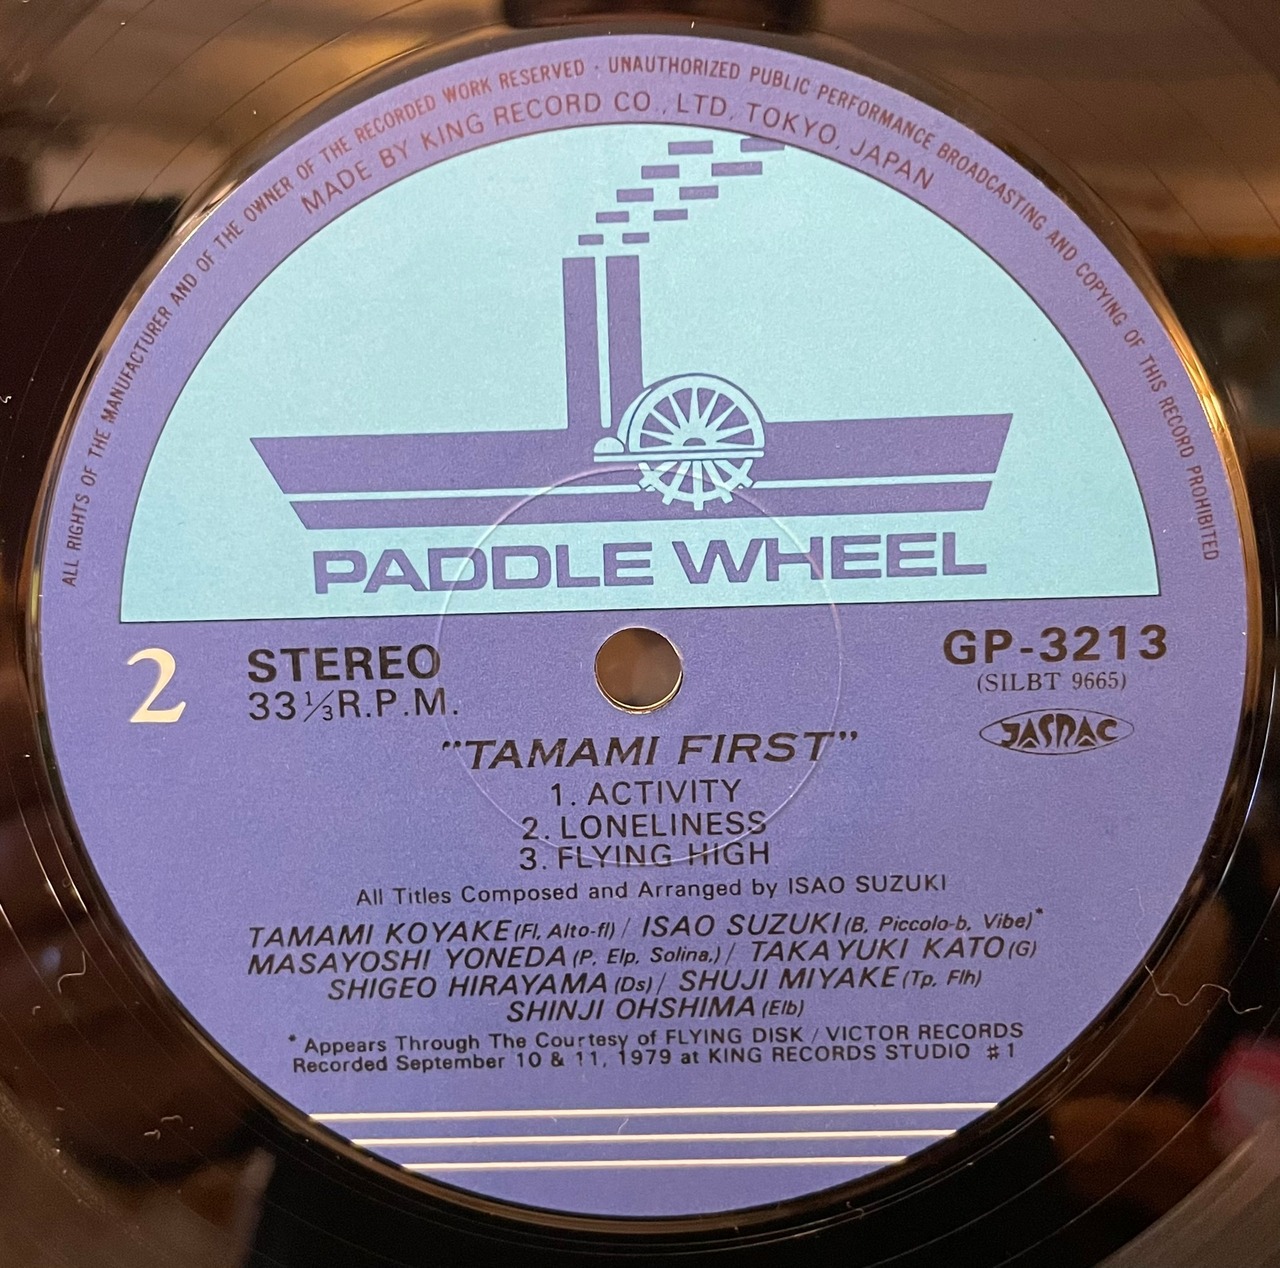 ALL RIGHTS OF THE MANUFACTURER AND OF THE OWNER OF THE RECORDED WORK RESERVED · UNAUTHORIZED PUBLIC PERFORMANCE BROADCASTING AND COPYING OF THIS RECORD PROHIBITED
MADE BY KING RECORD CO., LTD, TOKYO, JAPAN
PADDLE WHEEL
2
STEREO
33 1/3 R.P.M.
GP-3213
(SILBT 9665)
JASRAC
"TAMAMI FIRST"
1. ACTIVITY
2. LONELINESS
3. FLYING HIGH
All Titles Composed and Arranged by ISAO SUZUKI
TAMAMI KOYAKE (Fl, Alto-fl) / ISAO SUZUKI (B, Piccolo-b, Vibe)*
MASAYOSHI YONEDA (P, Elp, Solina,) / TAKAYUKI KATO (G)
SHIGEO HIRAYAMA (Ds) / SHUJI MIYAKE (Tp, Flh)
SHINJI OHSHIMA (Elb)
* Appears Through The Courtesy of FLYING DISK / VICTOR RECORDS
Recorded September 10 & 11, 1979 at KING RECORDS STUDIO #1